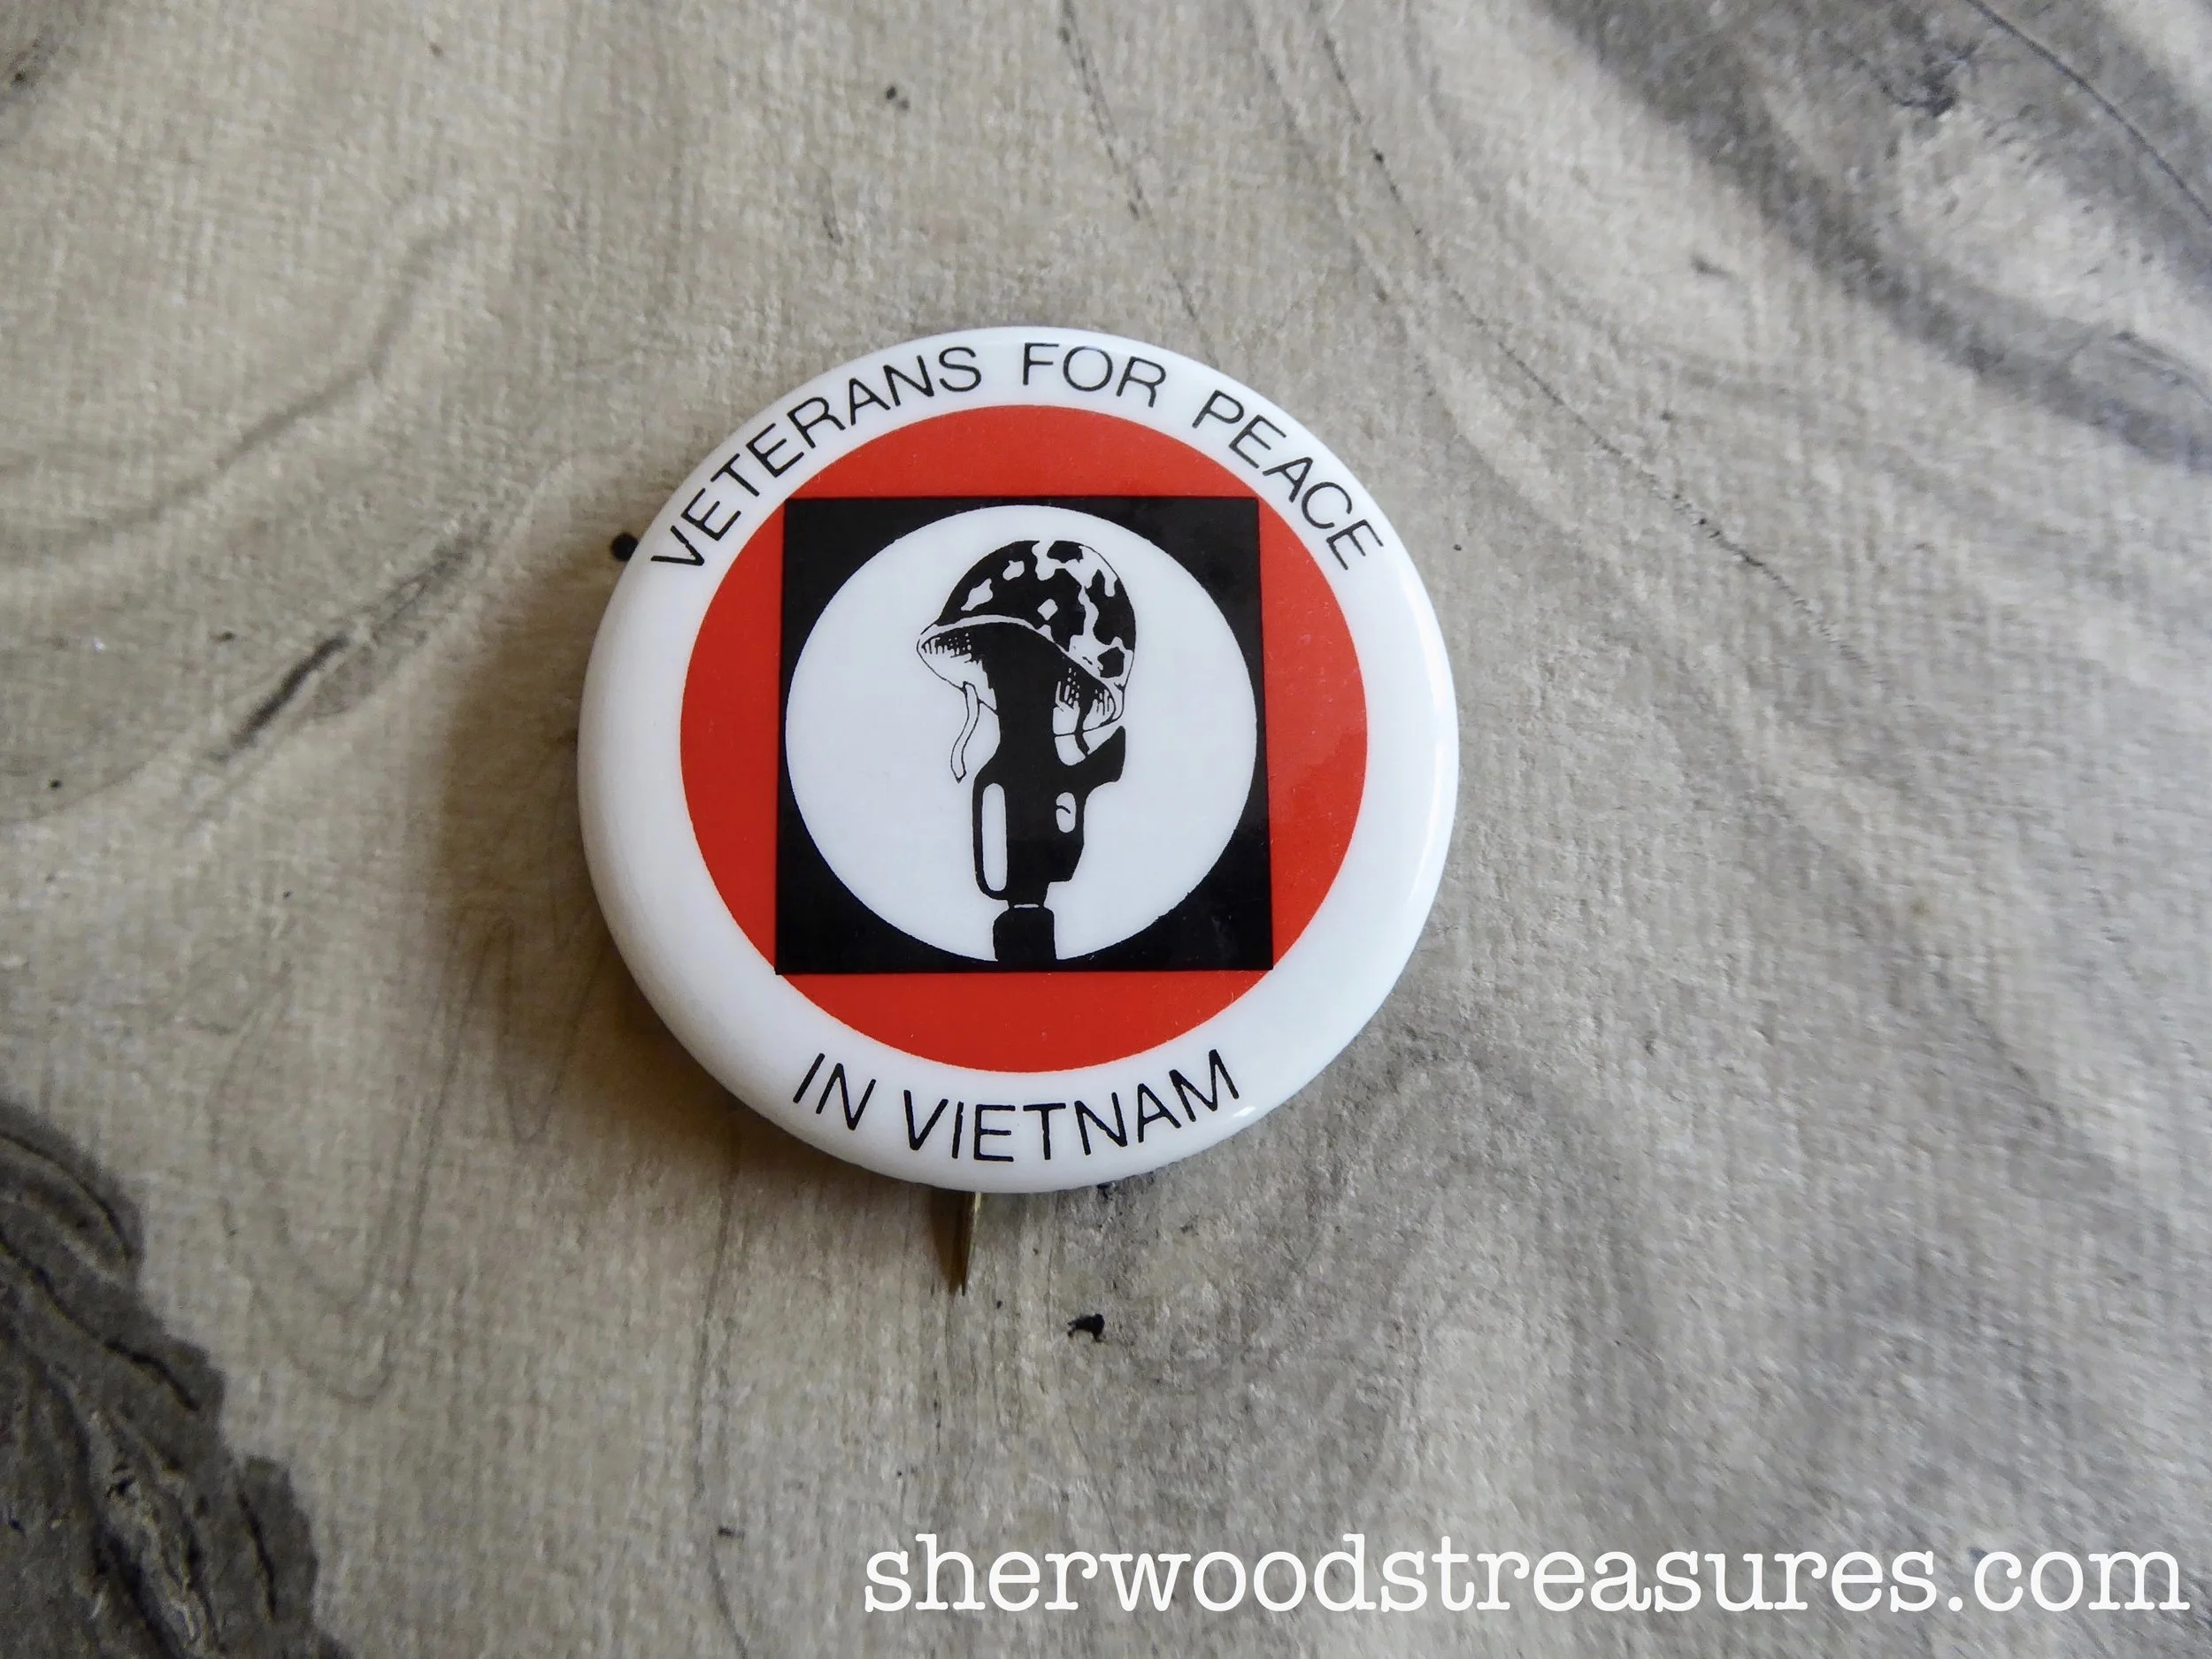 VETERANS FOR PEACE
IN VIETNAM
sherwoodstreasures.com